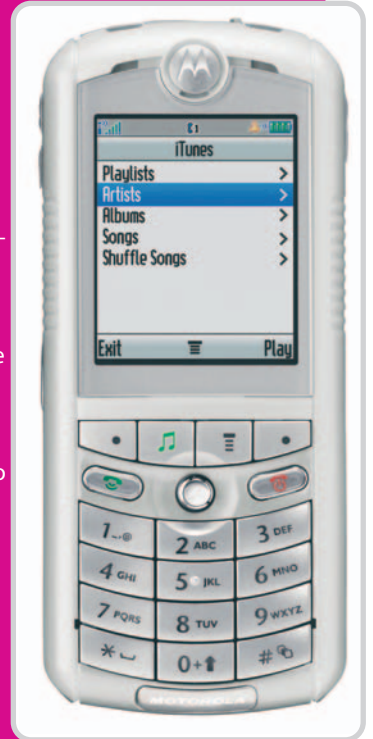 1
iTunes
Playlists >
Artists >
Albums >
Songs >
Shuffle Songs >
Exit Play
1 -.@ 2 ABC 3 DEF
4 GHI 5 JKL 6 MNO
7 PQRS 8 TUV 9 WXYZ
* 0+ #
MOTOROLA